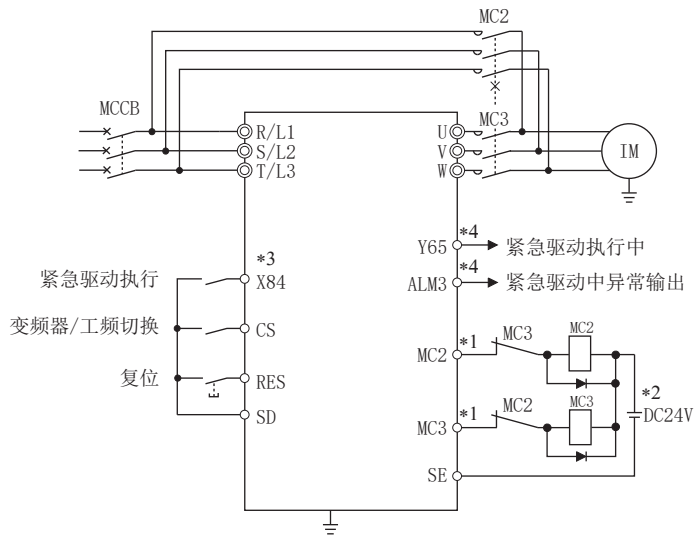 MC2
MCCB
MC3
R/L1
S/L2
T/L3
U
V
W
IM
*3
紧急驱动执行
X84
变频器/工频切换
CS
复位
RES
SD
*4
Y65
紧急驱动执行中
*4
ALM3
紧急驱动中异常输出
MC2
*1
MC3
MC2
*2
DC24V
MC3
*1
MC2
MC3
SE